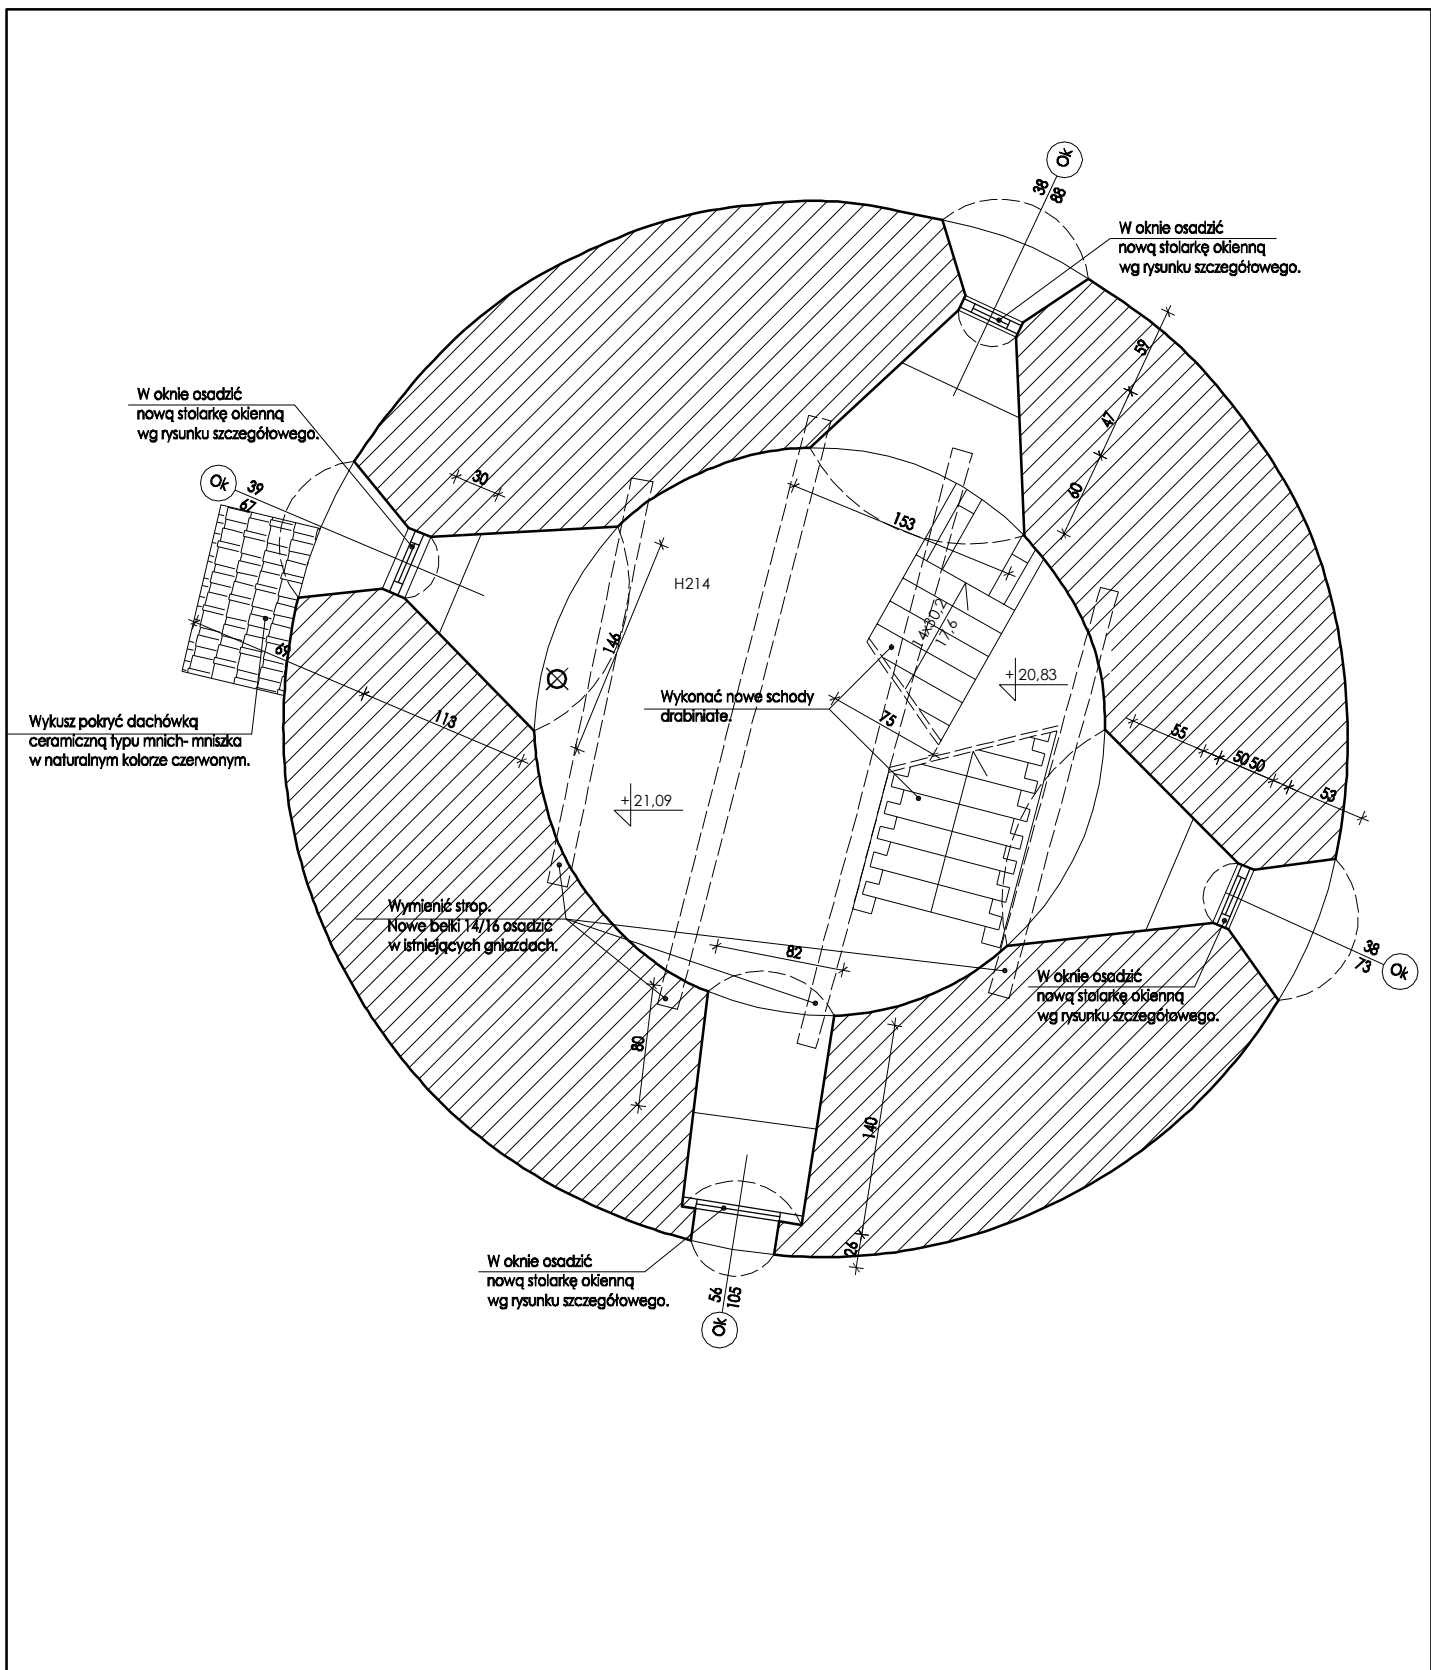 Ok
38
88
W oknie osadzić
nową stolarkę okienną
wg rysunku szczegółowego.
59
47
60
W oknie osadzić
nową stolarkę okienną
wg rysunku szczegółowego.
Ok
39
67
30
153
H214
146
14x30,2
17,6
+20,83
69
113
Wykonać nowe schody
drabiniate.
75
Wykusz pokryć dachówką
ceramiczną typu mnich- mniszka
w naturalnym kolorze czerwonym.
55
50 50
53
+21,09
Wymienić strop.
Nowe belki 14/16 osadzić
w istniejących gniazdach.
82
38
73
Ok
W oknie osadzić
nową stolarkę okienną
wg rysunku szczegółowego.
80
140
26
W oknie osadzić
nową stolarkę okienną
wg rysunku szczegółowego.
56
105
Ok